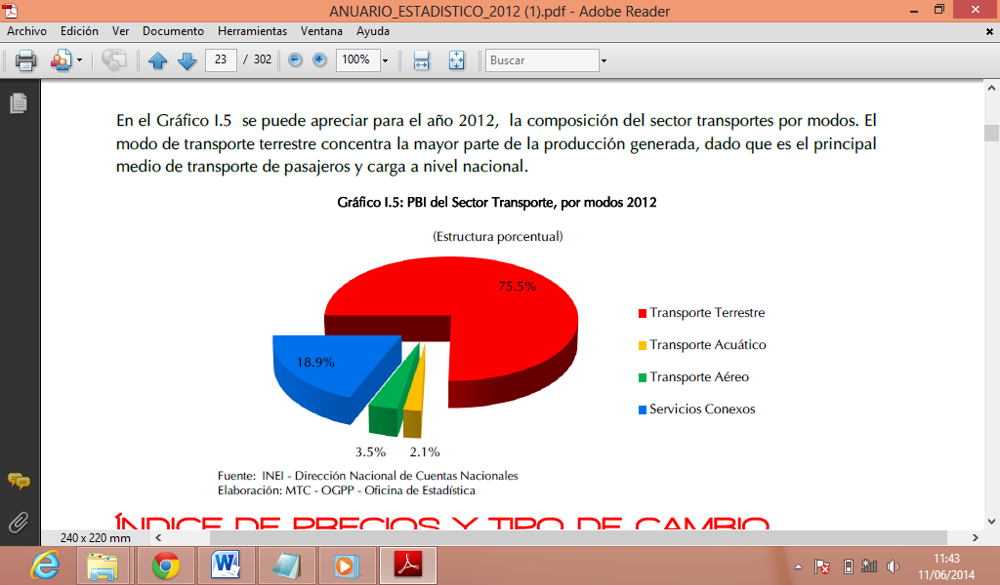 ANUARIO_ESTADISTICO_2012 (1).pdf - Adobe Reader
Archivo Edición Ver Documento Herramientas Ventana Ayuda
23 / 302 100% Buscar
En el Gráfico I.5 se puede apreciar para el año 2012, la composición del sector transportes por modos. El
modo de transporte terrestre concentra la mayor parte de la producción generada, dado que es el principal
medio de transporte de pasajeros y carga a nivel nacional.
Gráfico I.5: PBI del Sector Transporte, por modos 2012
(Estructura porcentual)
75.5%
18.9%
3.5% 2.1%
Transporte Terrestre
Transporte Acuático
Transporte Aéreo
Servicios Conexos
Fuente: INEI - Dirección Nacional de Cuentas Nacionales
Elaboración: MTC - OGPP - Oficina de Estadística
ÍNDICE DE PRECIOS Y TIPO DE CAMBIO
240 x 220 mm
11:43
11/06/2014